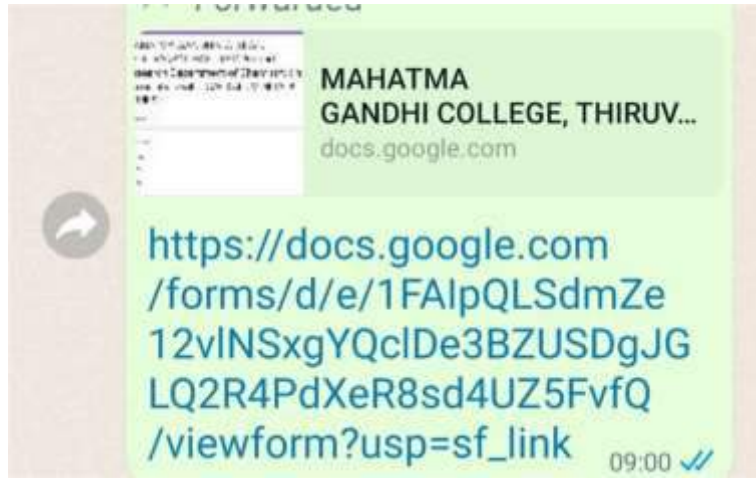 Forwarded
MAHATMA
GANDHI COLLEGE, THIRUV...
docs.google.com
https://docs.google.com
/forms/d/e/1FAIpQLSdmZe
12vlNSxgYQclDe3BZUSDgJG
LQ2R4PdXeR8sd4UZ5FvfQ
/viewform?usp=sf_link
09:00